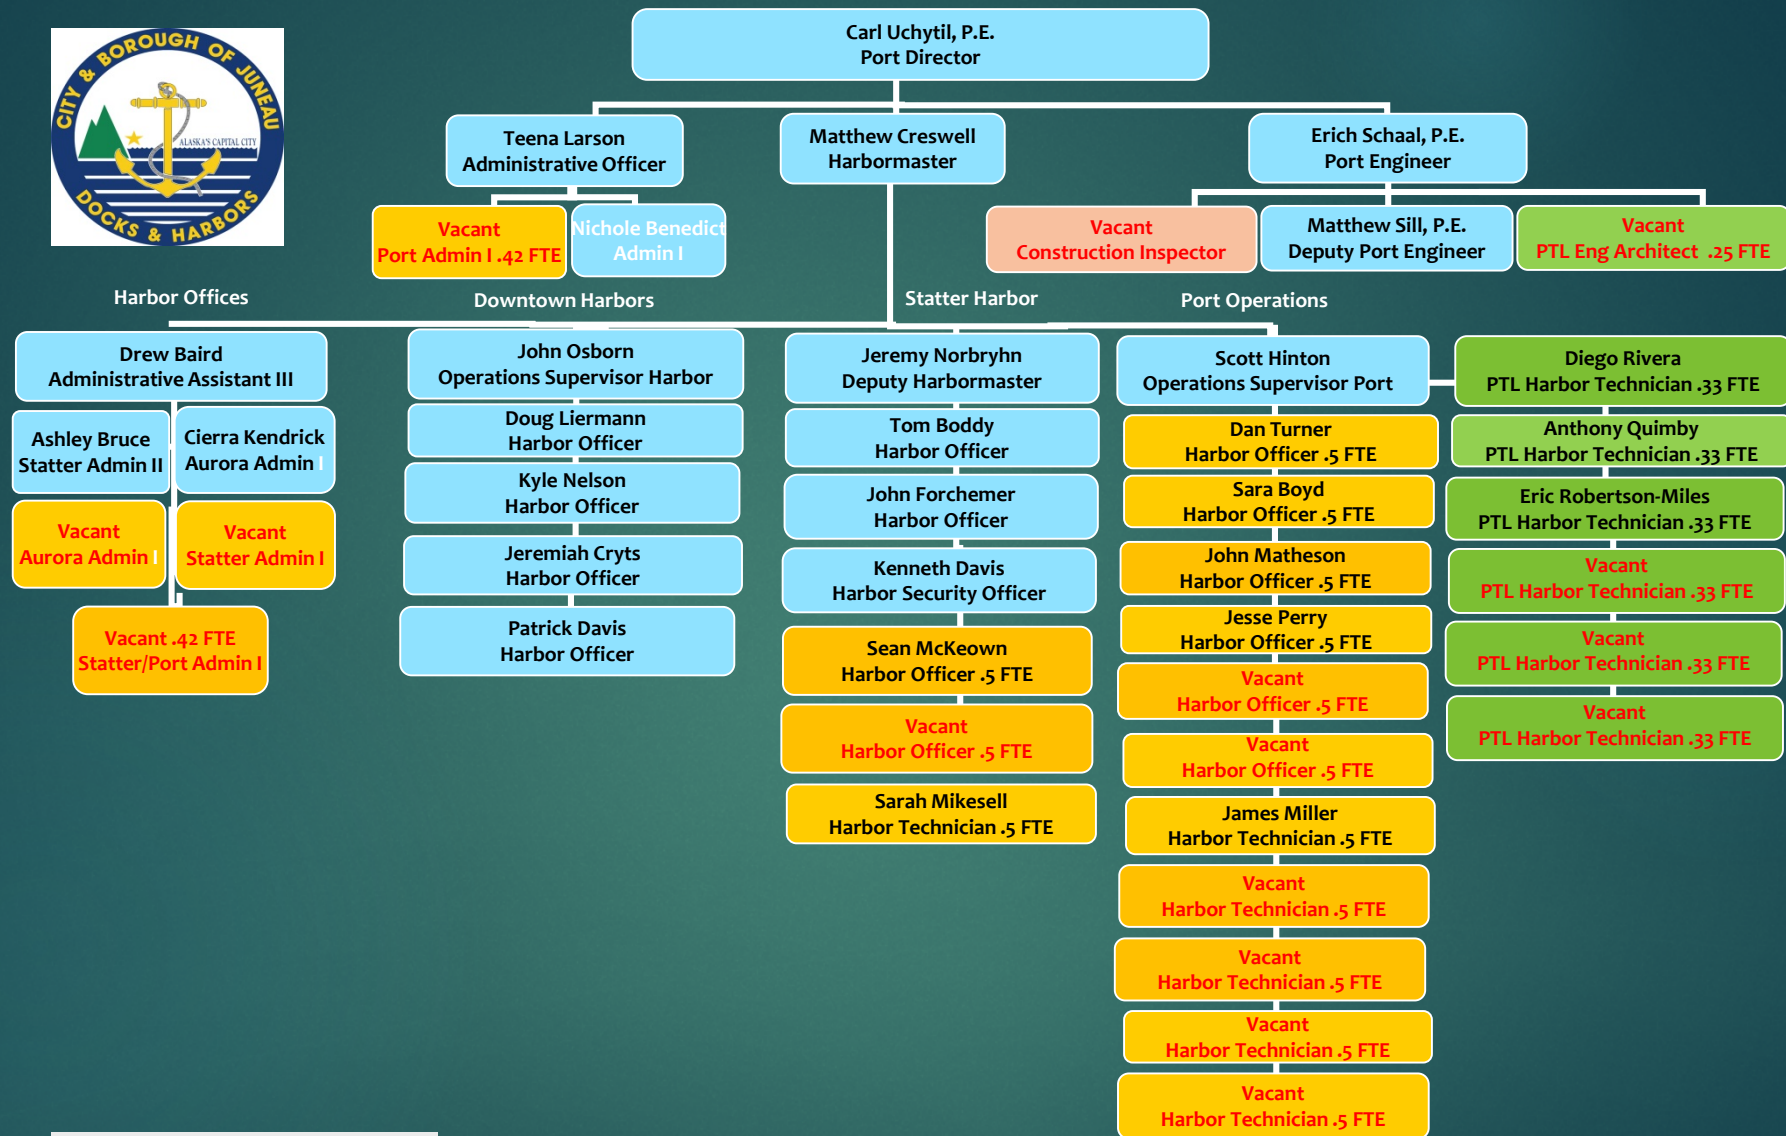 CITY & BOROUGH OF JUNEAU
ALASKA'S CAPITAL CITY
DOCKS & HARBORS
Carl Uchytil, P.E.
Port Director
Teena Larson
Administrative Officer
Matthew Creswell
Harbormaster
Erich Schaal, P.E.
Port Engineer
Vacant
Port Admin I .42 FTE
Nichole Benedict
Admin I
Vacant
Construction Inspector
Matthew Sill, P.E.
Deputy Port Engineer
Vacant
PTL Eng Architect .25 FTE
Harbor Offices
Downtown Harbors
Statter Harbor
Port Operations
Drew Baird
Administrative Assistant III
Ashley Bruce
Statter Admin II
Cierra Kendrick
Aurora Admin I
Vacant
Aurora Admin I
Vacant
Statter Admin I
Vacant .42 FTE
Statter/Port Admin I
John Osborn
Operations Supervisor Harbor
Doug Liermann
Harbor Officer
Kyle Nelson
Harbor Officer
Jeremiah Cryts
Harbor Officer
Patrick Davis
Harbor Officer
Jeremy Norbryhn
Deputy Harbormaster
Tom Boddy
Harbor Officer
John Forchemer
Harbor Officer
Kenneth Davis
Harbor Security Officer
Sean McKeown
Harbor Officer .5 FTE
Vacant
Harbor Officer .5 FTE
Sarah Mikesell
Harbor Technician .5 FTE
Scott Hinton
Operations Supervisor Port
Dan Turner
Harbor Officer .5 FTE
Sara Boyd
Harbor Officer .5 FTE
John Matheson
Harbor Officer .5 FTE
Jesse Perry
Harbor Officer .5 FTE
Vacant
Harbor Officer .5 FTE
Vacant
Harbor Officer .5 FTE
James Miller
Harbor Technician .5 FTE
Vacant
Harbor Technician .5 FTE
Vacant
Harbor Technician .5 FTE
Vacant
Harbor Technician .5 FTE
Vacant
Harbor Technician .5 FTE
Diego Rivera
PTL Harbor Technician .33 FTE
Anthony Quimby
PTL Harbor Technician .33 FTE
Eric Robertson-Miles
PTL Harbor Technician .33 FTE
Vacant
PTL Harbor Technician .33 FTE
Vacant
PTL Harbor Technician .33 FTE
Vacant
PTL Harbor Technician .33 FTE